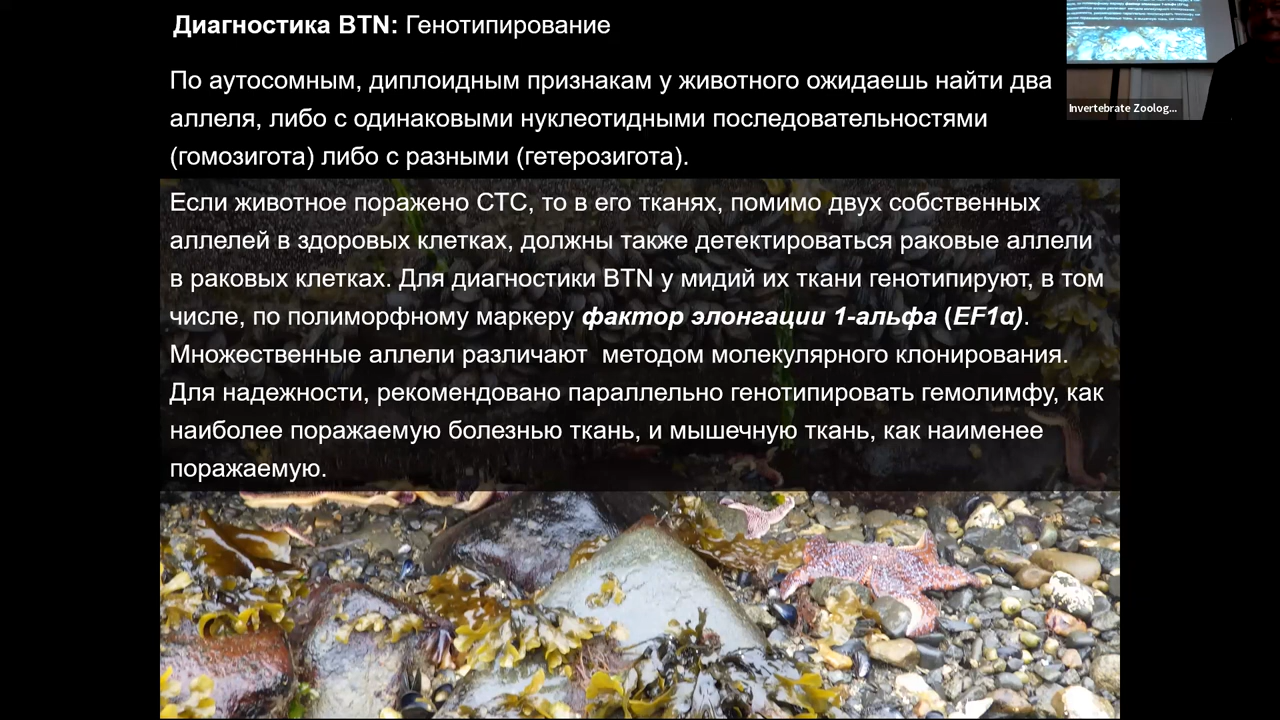 Диагностика BTN: Генотипирование
По аутосомным, диплоидным признакам у животного ожидаешь найти два
аллеля, либо с одинаковыми нуклеотидными последовательностями
(гомозигота) либо с разными (гетерозигота).
Если животное поражено СТС, то в его тканях, помимо двух собственных
аллелей в здоровых клетках, должны также детектироваться раковые аллели
в раковых клетках. Для диагностики BTN у мидий их ткани генотипируют, в том
числе, по полиморфному маркеру фактор элонгации 1-альфа (EF1α).
Множественные аллели различают методом молекулярного клонирования.
Для надежности, рекомендовано параллельно генотипировать гемолимфу, как
наиболее поражаемую болезнью ткань, и мышечную ткань, как наименее
поражаемую.
Invertebrate Zoolog...